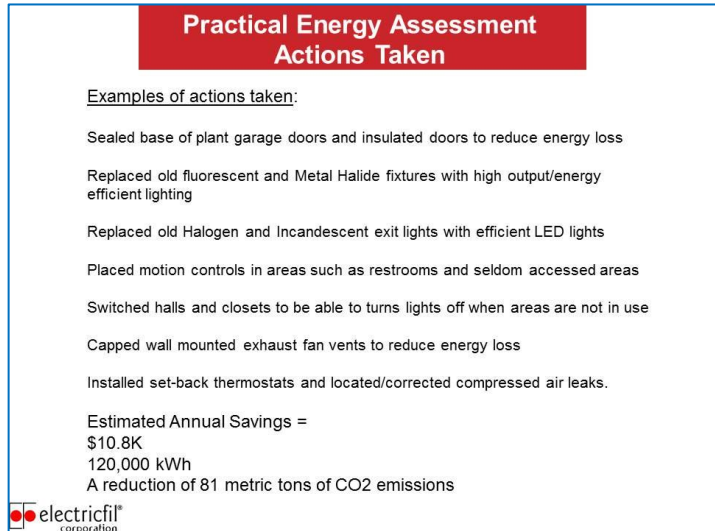 Practical Energy Assessment
Actions Taken
Examples of actions taken:
Sealed base of plant garage doors and insulated doors to reduce energy loss
Replaced old fluorescent and Metal Halide fixtures with high output/energy
efficient lighting
Replaced old Halogen and Incandescent exit lights with efficient LED lights
Placed motion controls in areas such as restrooms and seldom accessed areas
Switched halls and closets to be able to turns lights off when areas are not in use
Capped wall mounted exhaust fan vents to reduce energy loss
Installed set-back thermostats and located/corrected compressed air leaks.
Estimated Annual Savings =
$10.8K
120,000 kWh
A reduction of 81 metric tons of CO2 emissions
electricfil®
corporation